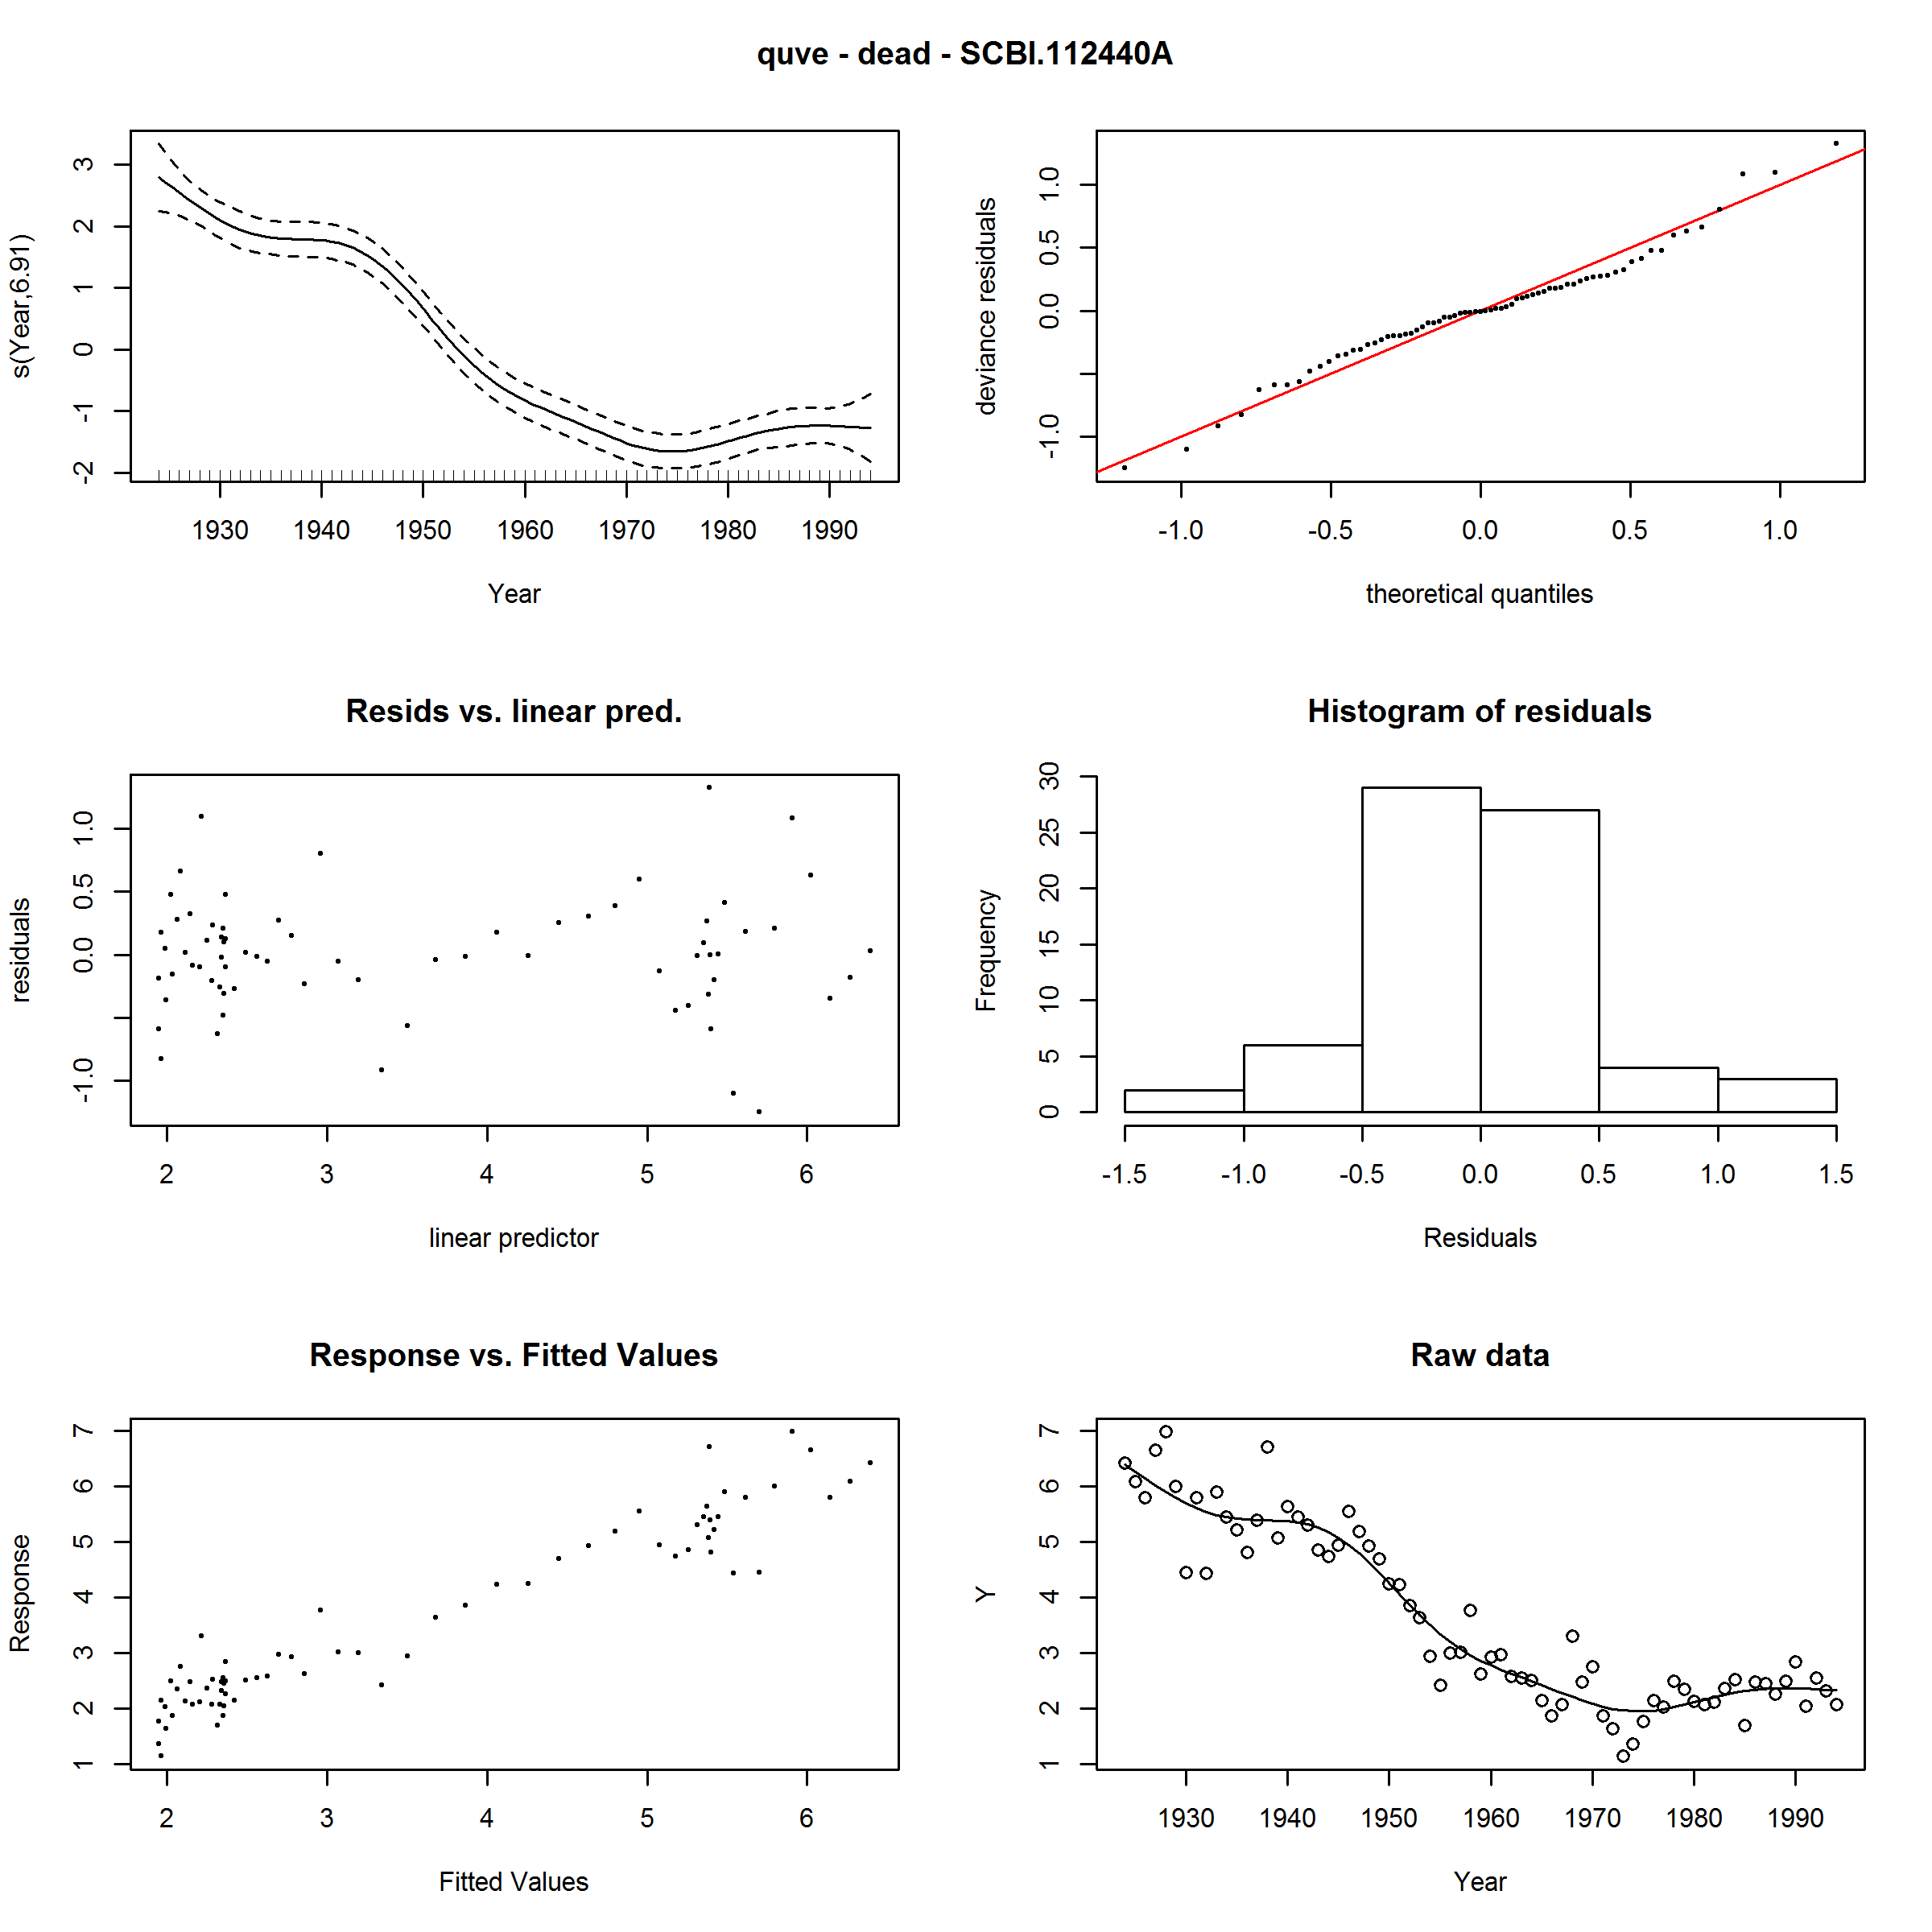 quve - dead - SCBI.112440A
s(Year,6.91)
3
2
1
0
-1
-2
1930 1940 1950 1960 1970 1980 1990
Year
deviance residuals
1.0
0.5
0.0
-1.0
-1.0 -0.5 0.0 0.5 1.0
theoretical quantiles
Resids vs. linear pred.
residuals
1.0
0.5
0.0
-1.0
2 3 4 5 6
linear predictor
Histogram of residuals
Frequency
30
25
20
15
10
5
0
-1.5 -1.0 -0.5 0.0 0.5 1.0 1.5
Residuals
Response vs. Fitted Values
Response
7
6
5
4
3
2
1
2 3 4 5 6
Fitted Values
Raw data
Y
7
6
5
4
3
2
1
1930 1940 1950 1960 1970 1980 1990
Year